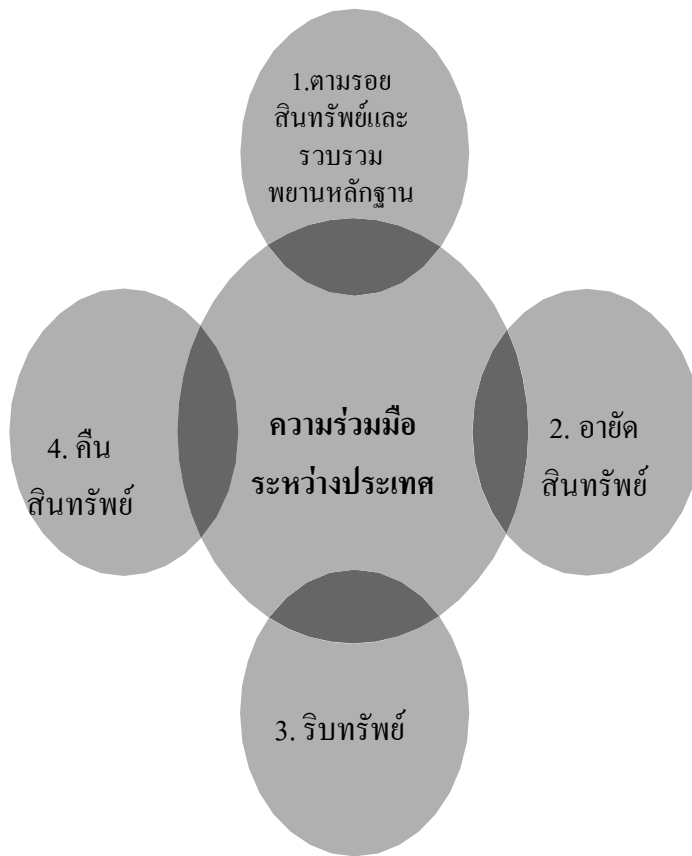 1.ตามรอย
สินทรัพย์และ
รวบรวม
พยานหลักฐาน
ความร่วมมือ
ระหว่างประเทศ
2. อายัด
สินทรัพย์
3. ริบทรัพย์
4. คืน
สินทรัพย์